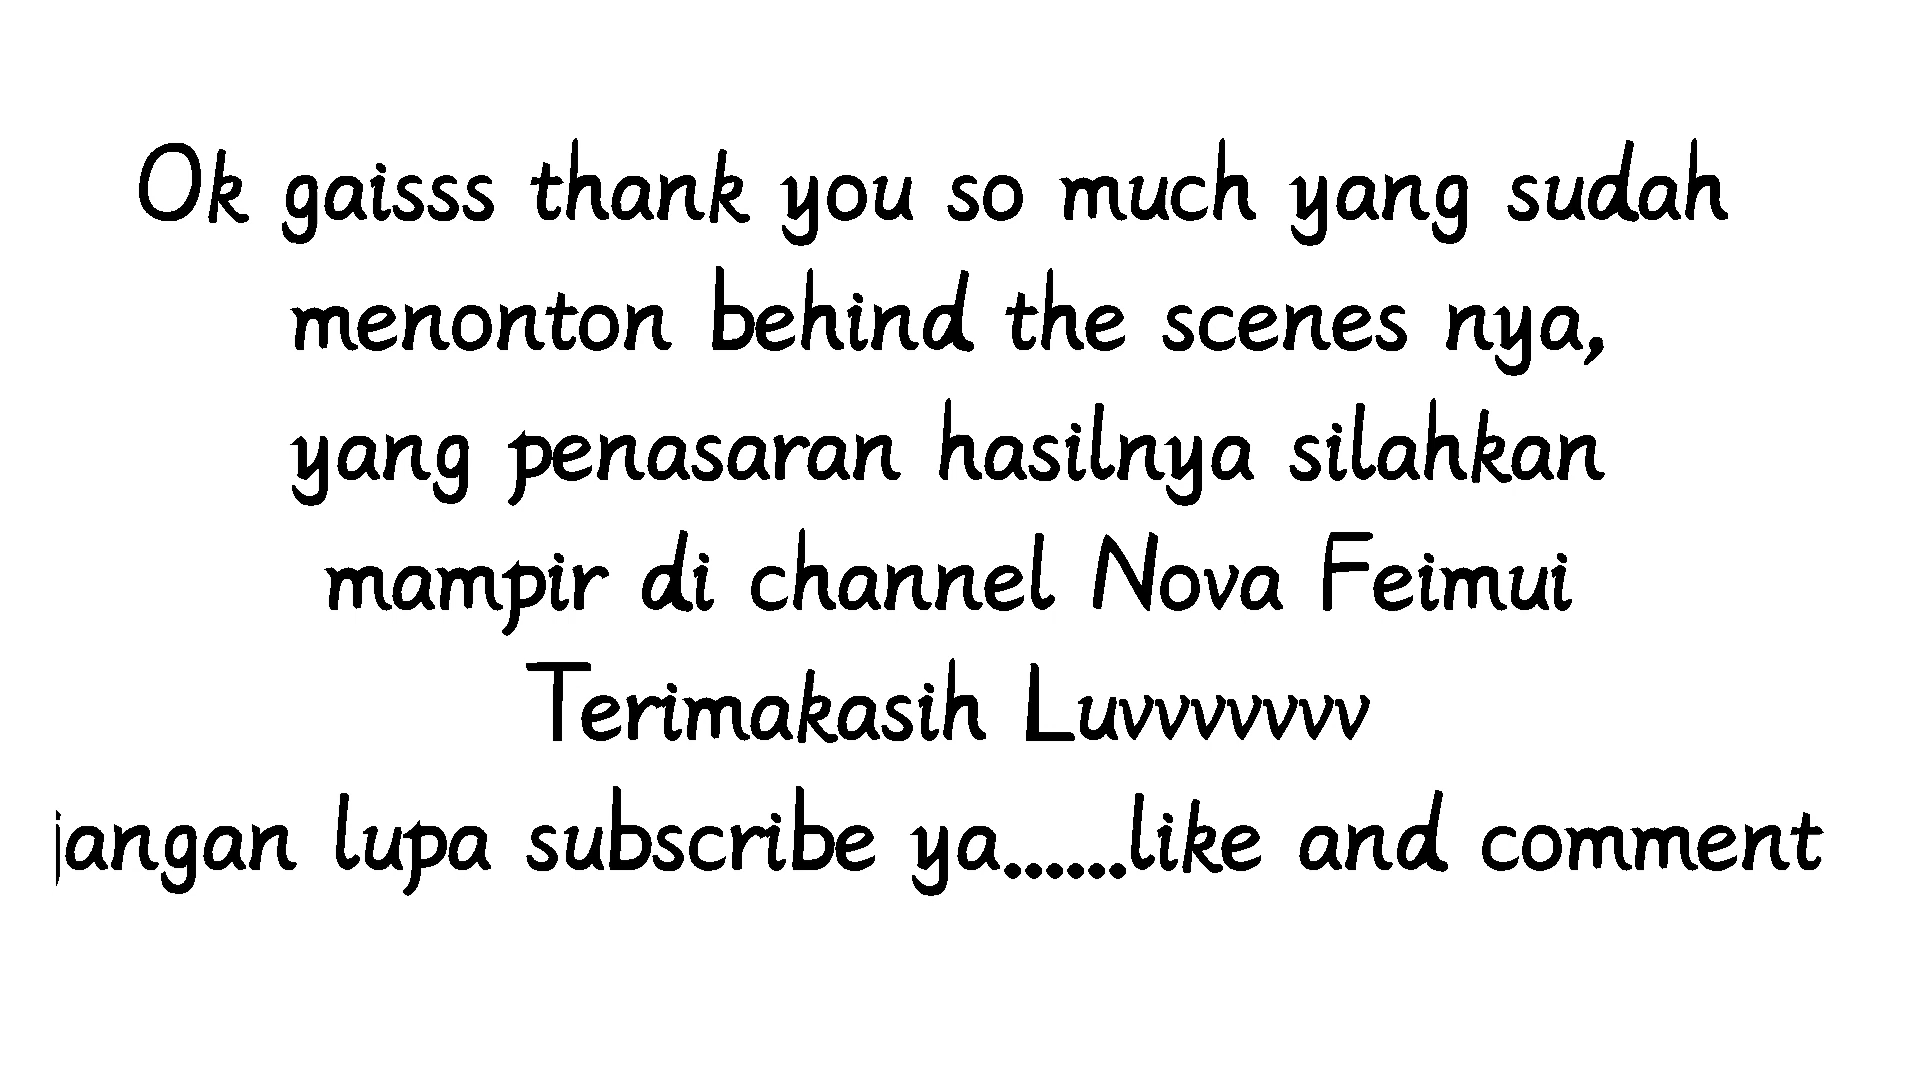 Ok gaisss thank you so much yang sudah
menonton behind the scenes nya,
yang penasaran hasilnya silahkan
mampir di channel Nova Feimui
Terimakasih Luvvvvvvv
jangan lupa subscribe ya......like and comment